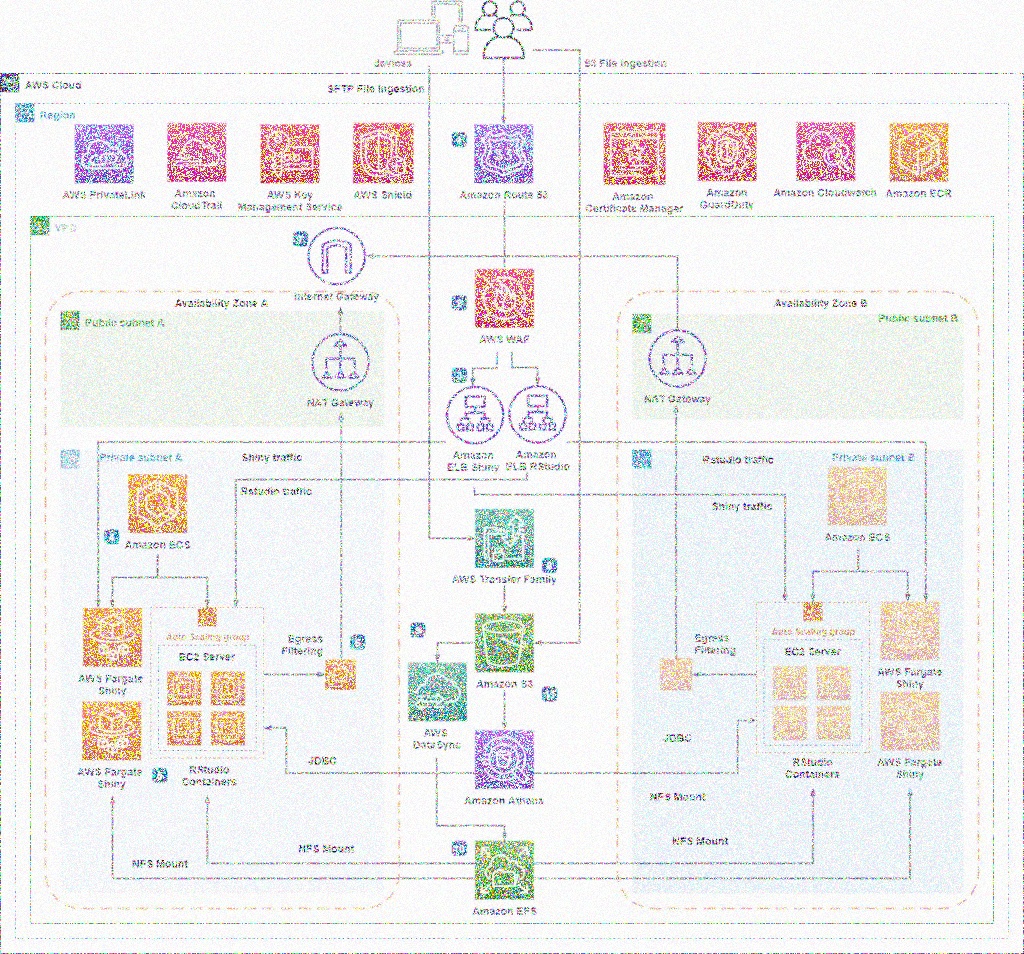 devices
S3 File Ingestion
AWS Cloud
SFTP File Ingestion
Region
AWS PrivateLink
Amazon
CloudTrail
AWS Key
Management Service
AWS Shield
Amazon Route 53
Amazon
Certificate Manager
Amazon
GuardDuty
Amazon Cloudwatch
Amazon ECR
VPC
Internet Gateway
Availability Zone A
Availability Zone B
Public subnet A
Public subnet B
AWS WAF
NAT Gateway
NAT Gateway
Private subnet A
Shiny traffic
Amazon
ELB Shiny
Amazon
ELB RStudio
Rstudio traffic
Private subnet B
Rstudio traffic
Shiny traffic
Amazon ECS
Amazon ECS
AWS Transfer Family
Auto Scaling group
EC2 Server
Egress
Filtering
Egress
Filtering
Auto Scaling group
EC2 Server
AWS Fargate
Shiny
AWS Fargate
Shiny
Amazon S3
AWS
DataSync
JDBC
JDBC
AWS Fargate
Shiny
RStudio
Containers
RStudio
Containers
AWS Fargate
Shiny
Amazon Athena
NFS Mount
NFS Mount
NFS Mount
NFS Mount
Amazon EFS